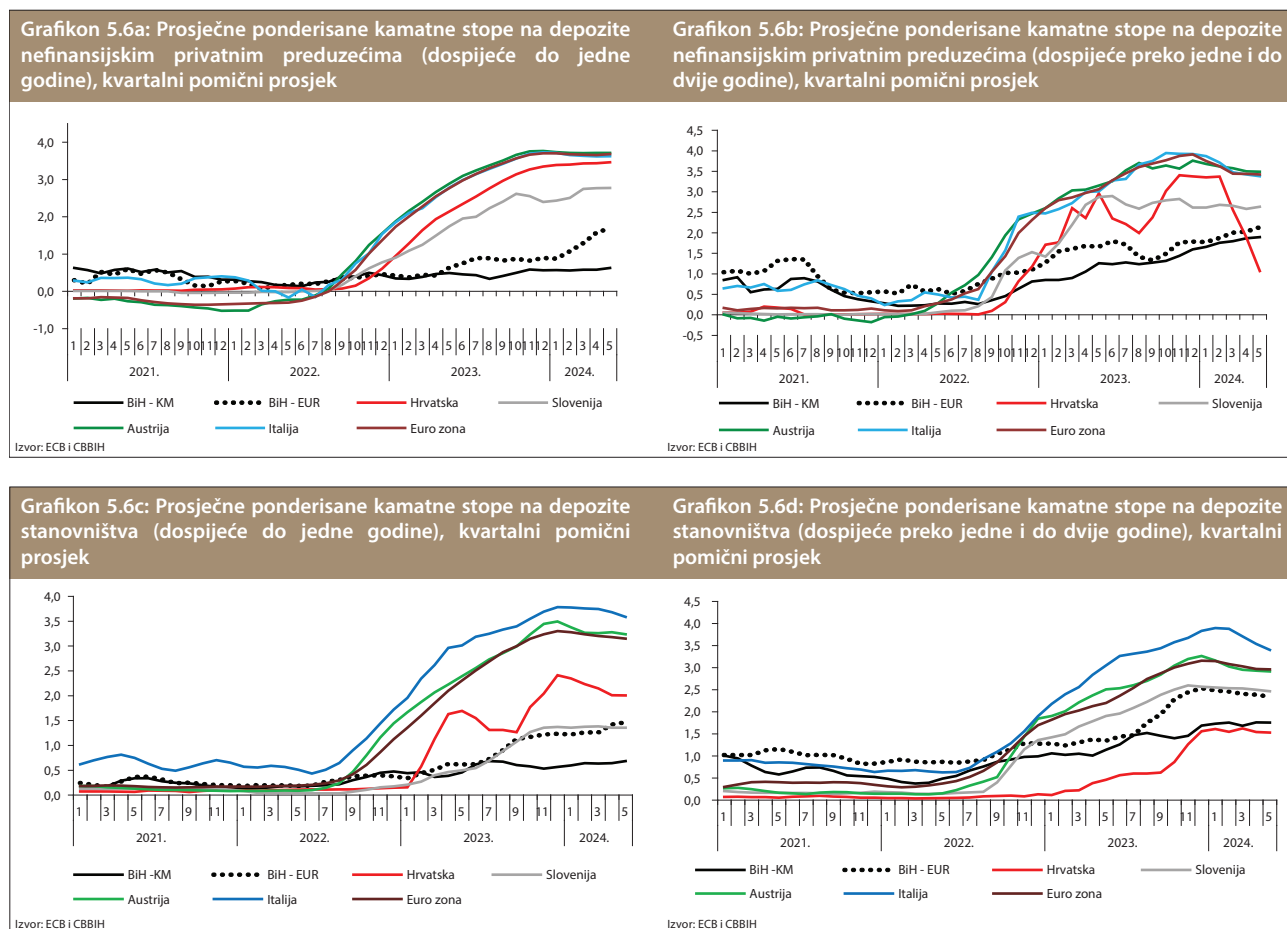 Grafikon 5.6a: Prosječne ponderisane kamatne stope na depozite
nefinansijskim privatnim preduzećima (dospijeće do jedne
godine), kvartalni pomični prosjek
4,0
3,0
2,0
1,0
0,0
-1,0
1 2 3 4 5 6 7 8 9 10 11 12 1 2 3 4 5 6 7 8 9 10 11 12 1 2 3 4 5 6 7 8 9 10 11 12 1 2 3 4 5
2021. 2022. 2023. 2024.
BiH - KM BiH - EUR Hrvatska Slovenija
Austrija Italija Euro zona
Izvor: ECB i CBBIH
Grafikon 5.6b: Prosječne ponderisane kamatne stope na depozite
nefinansijskim privatnim preduzećima (dospijeće preko jedne i do
dvije godine), kvartalni pomični prosjek
4,5
4,0
3,5
3,0
2,5
2,0
1,5
1,0
0,5
0,0
-0,5
1 2 3 4 5 6 7 8 9 10 11 12 1 2 3 4 5 6 7 8 9 10 11 12 1 2 3 4 5 6 7 8 9 10 11 12 1 2 3 4 5
2021. 2022. 2023. 2024.
BiH - KM BiH - EUR Hrvatska Slovenija
Austrija Italija Euro zona
Izvor: ECB i CBBIH
Grafikon 5.6c: Prosječne ponderisane kamatne stope na depozite
stanovništva (dospijeće do jedne godine), kvartalni pomični
prosjek
4,0
3,5
3,0
2,5
2,0
1,5
1,0
0,5
0,0
1 3 5 7 9 11 1 3 5 7 9 11 1 3 5 7 9 11 1 3 5
2021. 2022. 2023. 2024.
BiH -KM BiH - EUR Hrvatska Slovenija
Austrija Italija Euro zona
Izvor: ECB i CBBIH
Grafikon 5.6d: Prosječne ponderisane kamatne stope na depozite
stanovništva (dospijeće preko jedne i do dvije godine), kvartalni
pomični prosjek
4,5
4,0
3,5
3,0
2,5
2,0
1,5
1,0
0,5
0,0
1 3 5 7 9 11 1 3 5 7 9 11 1 3 5 7 9 11 1 3 5
2021. 2022. 2023. 2024.
BiH -KM BiH - EUR Hrvatska Slovenija
Austrija Italija Euro zona
Izvor: ECB i CBBIH